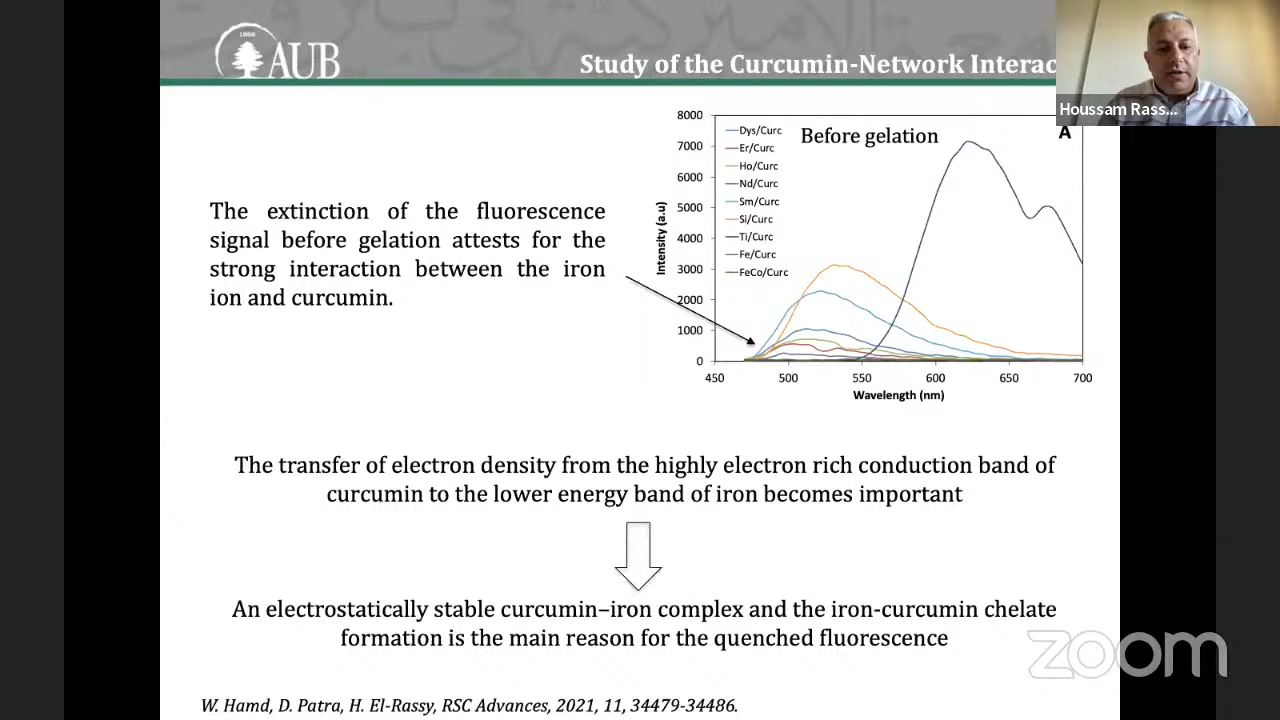 1866
AUB
Study of the Curcumin-Network Interac
Houssam Rass...
The extinction of the fluorescence
signal before gelation attests for the
strong interaction between the iron
ion and curcumin.
Before gelation
A
Intensity (a.u)
8000
7000
6000
5000
4000
3000
2000
1000
0
Dys/Curc
Er/Curc
Ho/Curc
Nd/Curc
Sm/Curc
Si/Curc
Ti/Curc
Fe/Curc
FeCo/Curc
450 500 550 600 650 700
Wavelength (nm)
The transfer of electron density from the highly electron rich conduction band of
curcumin to the lower energy band of iron becomes important
An electrostatically stable curcumin–iron complex and the iron-curcumin chelate
formation is the main reason for the quenched fluorescence
zoom
W. Hamd, D. Patra, H. El-Rassy, RSC Advances, 2021, 11, 34479-34486.